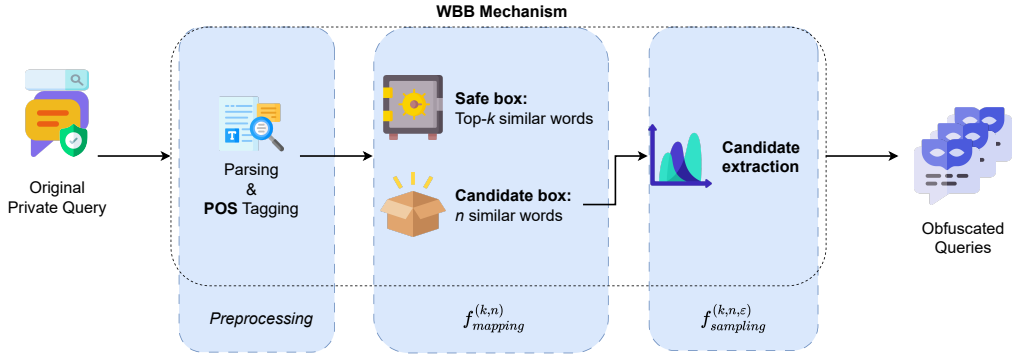 WBB Mechanism
Original
Private Query
T
Parsing
&
POS Tagging
Safe box:
Top-k similar words
Candidate box:
n similar words
Candidate
extraction
Obfuscated
Queries
Preprocessing
f_{mapping}^{(k,n)}
f_{sampling}^{(k,n,ε)}